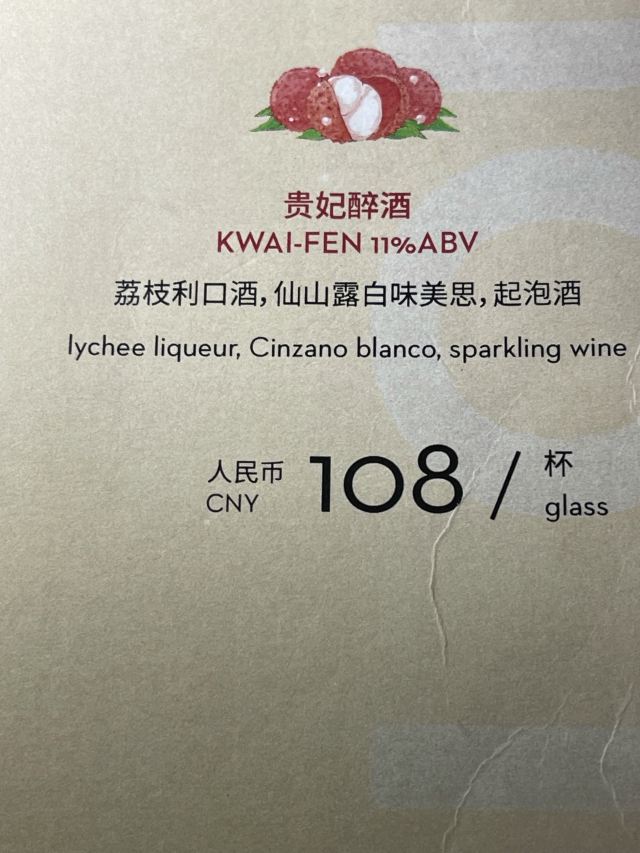 贵妃醉酒
KWAI-FEN 11%ABV
荔枝利口酒,仙山露白味美思,起泡酒
lychee liqueur, Cinzano blanco, sparkling wine
人民币
CNY
108 /
杯
glass